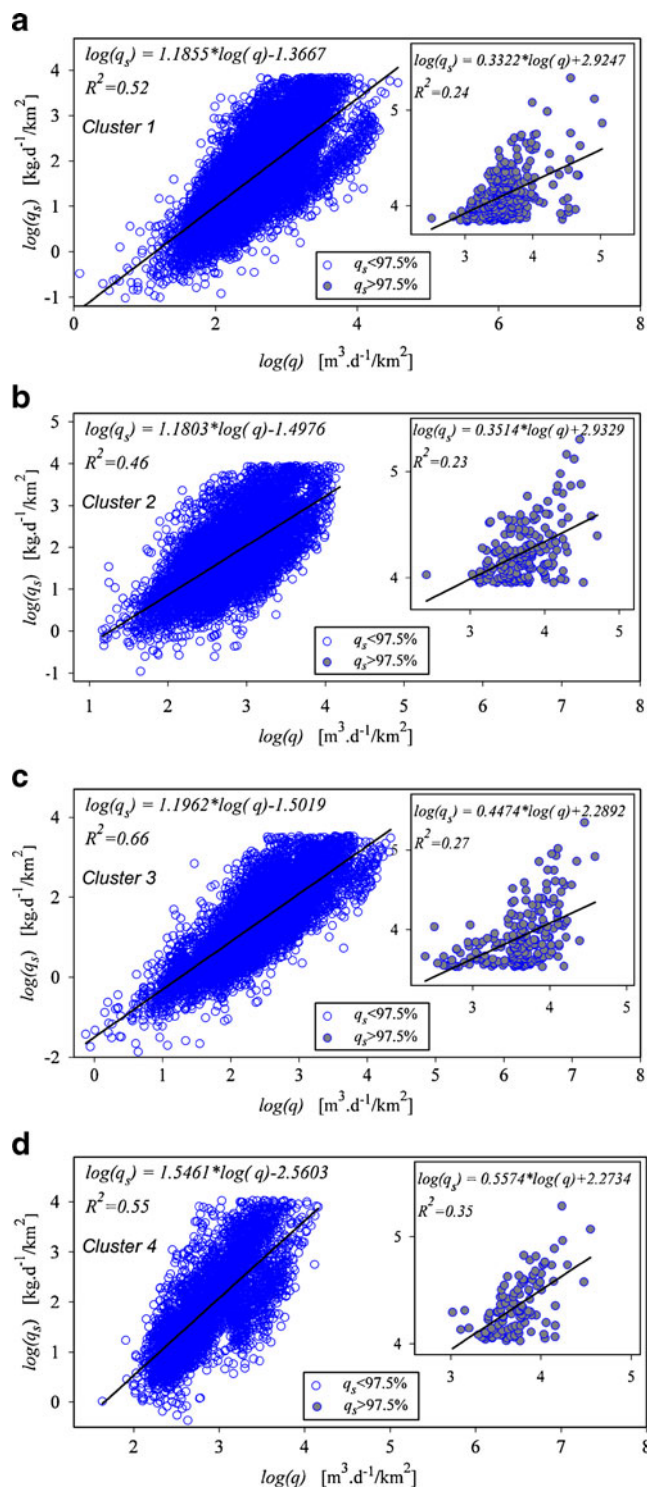 a
log(qs) = 1.1855*log( q)-1.3667
R²=0.52
Cluster 1
log(qs) = 0.3322*log( q)+2.9247
R²=0.24
5
4
2 3 4 5
4
3
2
1
0
-1
log(qs) [kg.d⁻¹/km²]
qs<97.5%
qs>97.5%
0 2 4 6 8
log(q) [m³.d⁻¹/km²]
b
log(qs) = 1.1803*log( q)-1.4976
R²=0.46
Cluster 2
log(qs) = 0.3514*log( q)+2.9329
R²=0.23
5
4
3 4 5
5
4
3
2
1
0
-1
log(qs) [kg.d⁻¹/km²]
qs<97.5%
qs>97.5%
1 2 3 4 5 6 7 8
log(q) [m³.d⁻¹/km²]
c
log(qs) = 1.1962*log( q)-1.5019
R²=0.66
Cluster 3
log(qs) = 0.4474*log( q)+2.2892
R²=0.27
5
4
3 4 5
4
2
0
-2
log(qs) [kg.d⁻¹/km²]
qs<97.5%
qs>97.5%
0 1 2 3 4 5 6 7 8
log(q) [m³.d⁻¹/km²]
d
log(qs) = 1.5461*log( q)-2.5603
R²=0.55
Cluster 4
log(qs) = 0.5574*log( q)+2.2734
R²=0.35
5
4
3 4 5
5
4
3
2
1
0
log(qs) [kg.d⁻¹/km²]
qs<97.5%
qs>97.5%
2 3 4 5 6 7 8
log(q) [m³.d⁻¹/km²]